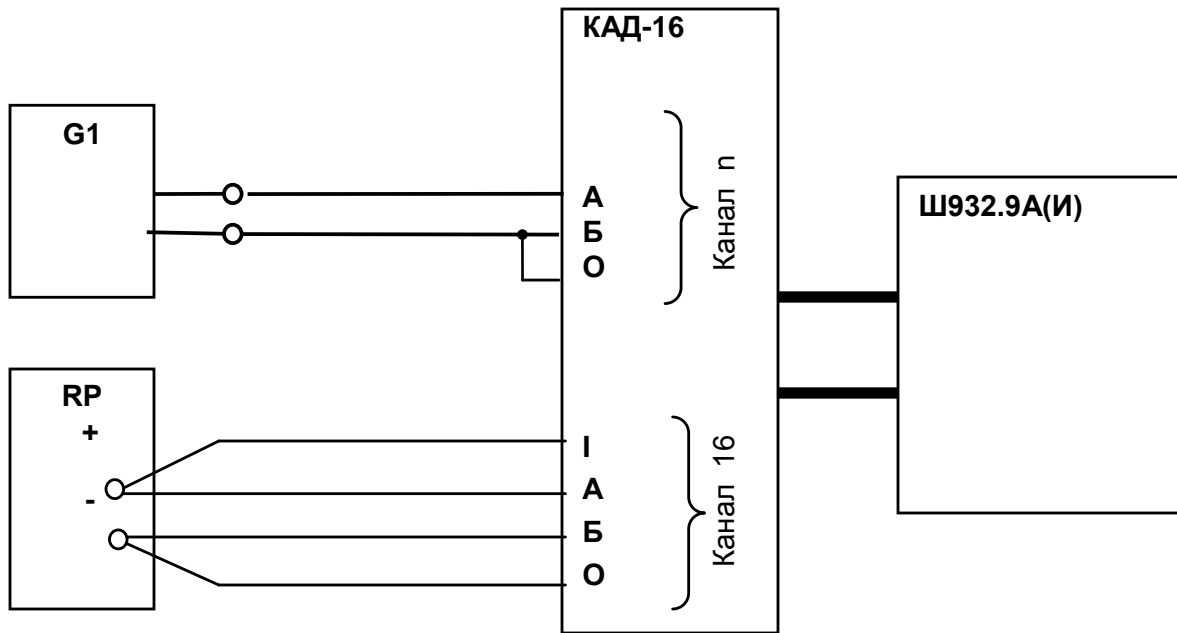 КАД-16
G1
А
Б
О
Канал n
Ш932.9А(И)
RP
+
-
I
А
Б
О
Канал 16